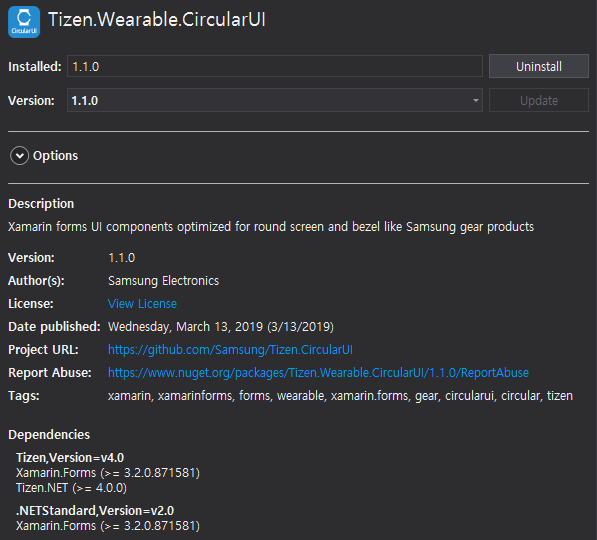 CircularUI
Tizen.Wearable.CircularUI
Installed: 1.1.0 Uninstall
Version: 1.1.0 Update
Options
Description
Xamarin forms UI components optimized for round screen and bezel like Samsung gear products
Version: 1.1.0
Author(s): Samsung Electronics
License: View License
Date published: Wednesday, March 13, 2019 (3/13/2019)
Project URL: https://github.com/Samsung/Tizen.CircularUI
Report Abuse: https://www.nuget.org/packages/Tizen.Wearable.CircularUI/1.1.0/ReportAbuse
Tags: xamarin, xamarinforms, forms, wearable, xamarin.forms, gear, circularui, circular, tizen
Dependencies
Tizen,Version=v4.0
Xamarin.Forms (>= 3.2.0.871581)
Tizen.NET (>= 4.0.0)
.NETStandard,Version=v2.0
Xamarin.Forms (>= 3.2.0.871581)